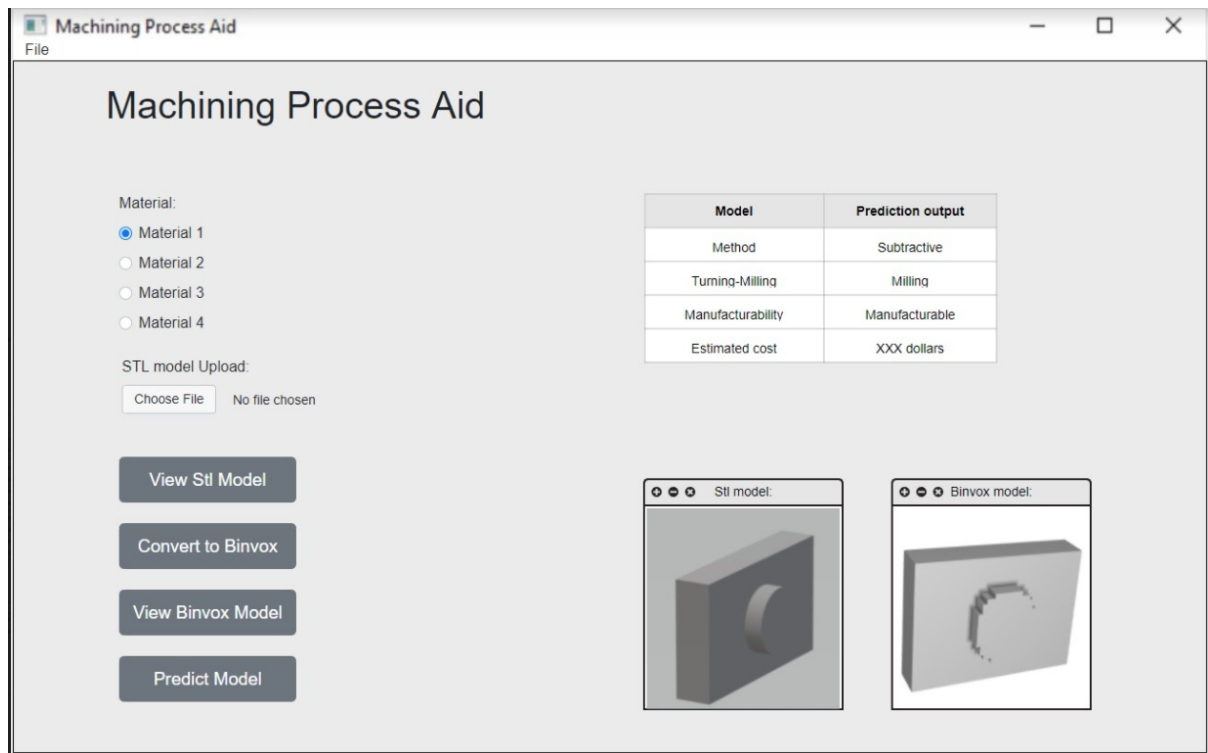 Machining Process Aid
File
Machining Process Aid
Material:
Material 1
Material 2
Material 3
Material 4
STL model Upload:
Choose File No file chosen
View Stl Model
Convert to Binvox
View Binvox Model
Predict Model
Model Prediction output
Method Subtractive
Turning-Milling Milling
Manufacturability Manufacturable
Estimated cost XXX dollars
Stl model:
Binvox model: